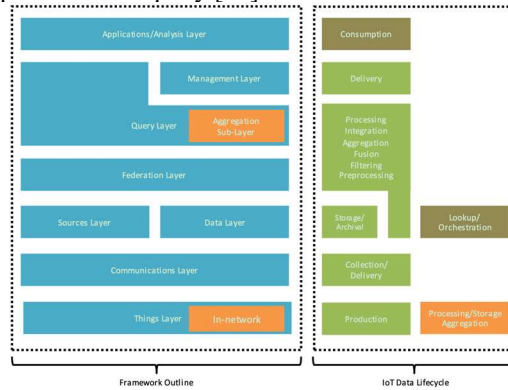 Applications/Analysis Layer
Consumption
Management Layer
Delivery
Query Layer
Aggregation
Sub-Layer
Processing
Integration
Aggregation
Fusion
Filtering
Preprocessing
Federation Layer
Sources Layer
Data Layer
Storage/
Archival
Lookup/
Orchestration
Communications Layer
Collection/
Delivery
Things Layer
In-network
Production
Processing/Storage
Aggregation
Framework Outline
IoT Data Lifecycle